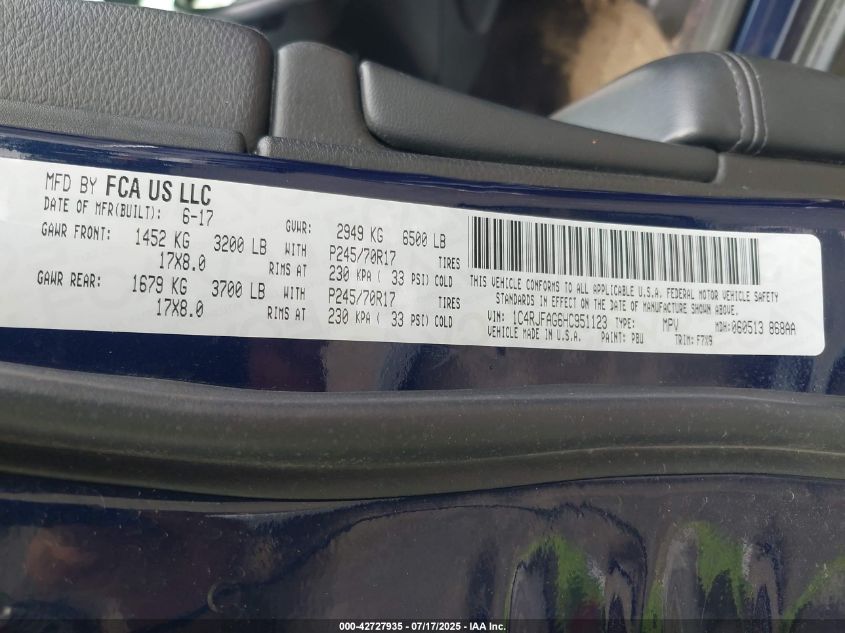 MFD BY FCA US LLC
DATE OF MFR(BUILT): 6-17
GVWR: 2949 KG 6500 LB
GAWR FRONT: 1452 KG 3200 LB WITH P245/70R17 TIRES
17X8.0 RIMS AT 230 KPA ( 33 PSI) COLD
GAWR REAR: 1679 KG 3700 LB WITH P245/70R17 TIRES
17X8.0 RIMS AT 230 KPA ( 33 PSI) COLD
THIS VEHICLE CONFORMS TO ALL APPLICABLE U.S.A. FEDERAL MOTOR VEHICLE SAFETY
STANDARDS IN EFFECT ON THE DATE OF MANUFACTURE SHOWN ABOVE.
VIN: 1C4RJFAG6HC951123 TYPE: MPV MDH: 060513 868AA
VEHICLE MADE IN U.S.A. PAINT: PBU TRIM: F7X9
000-42727935 / 07/17/2025 - IAA Inc.